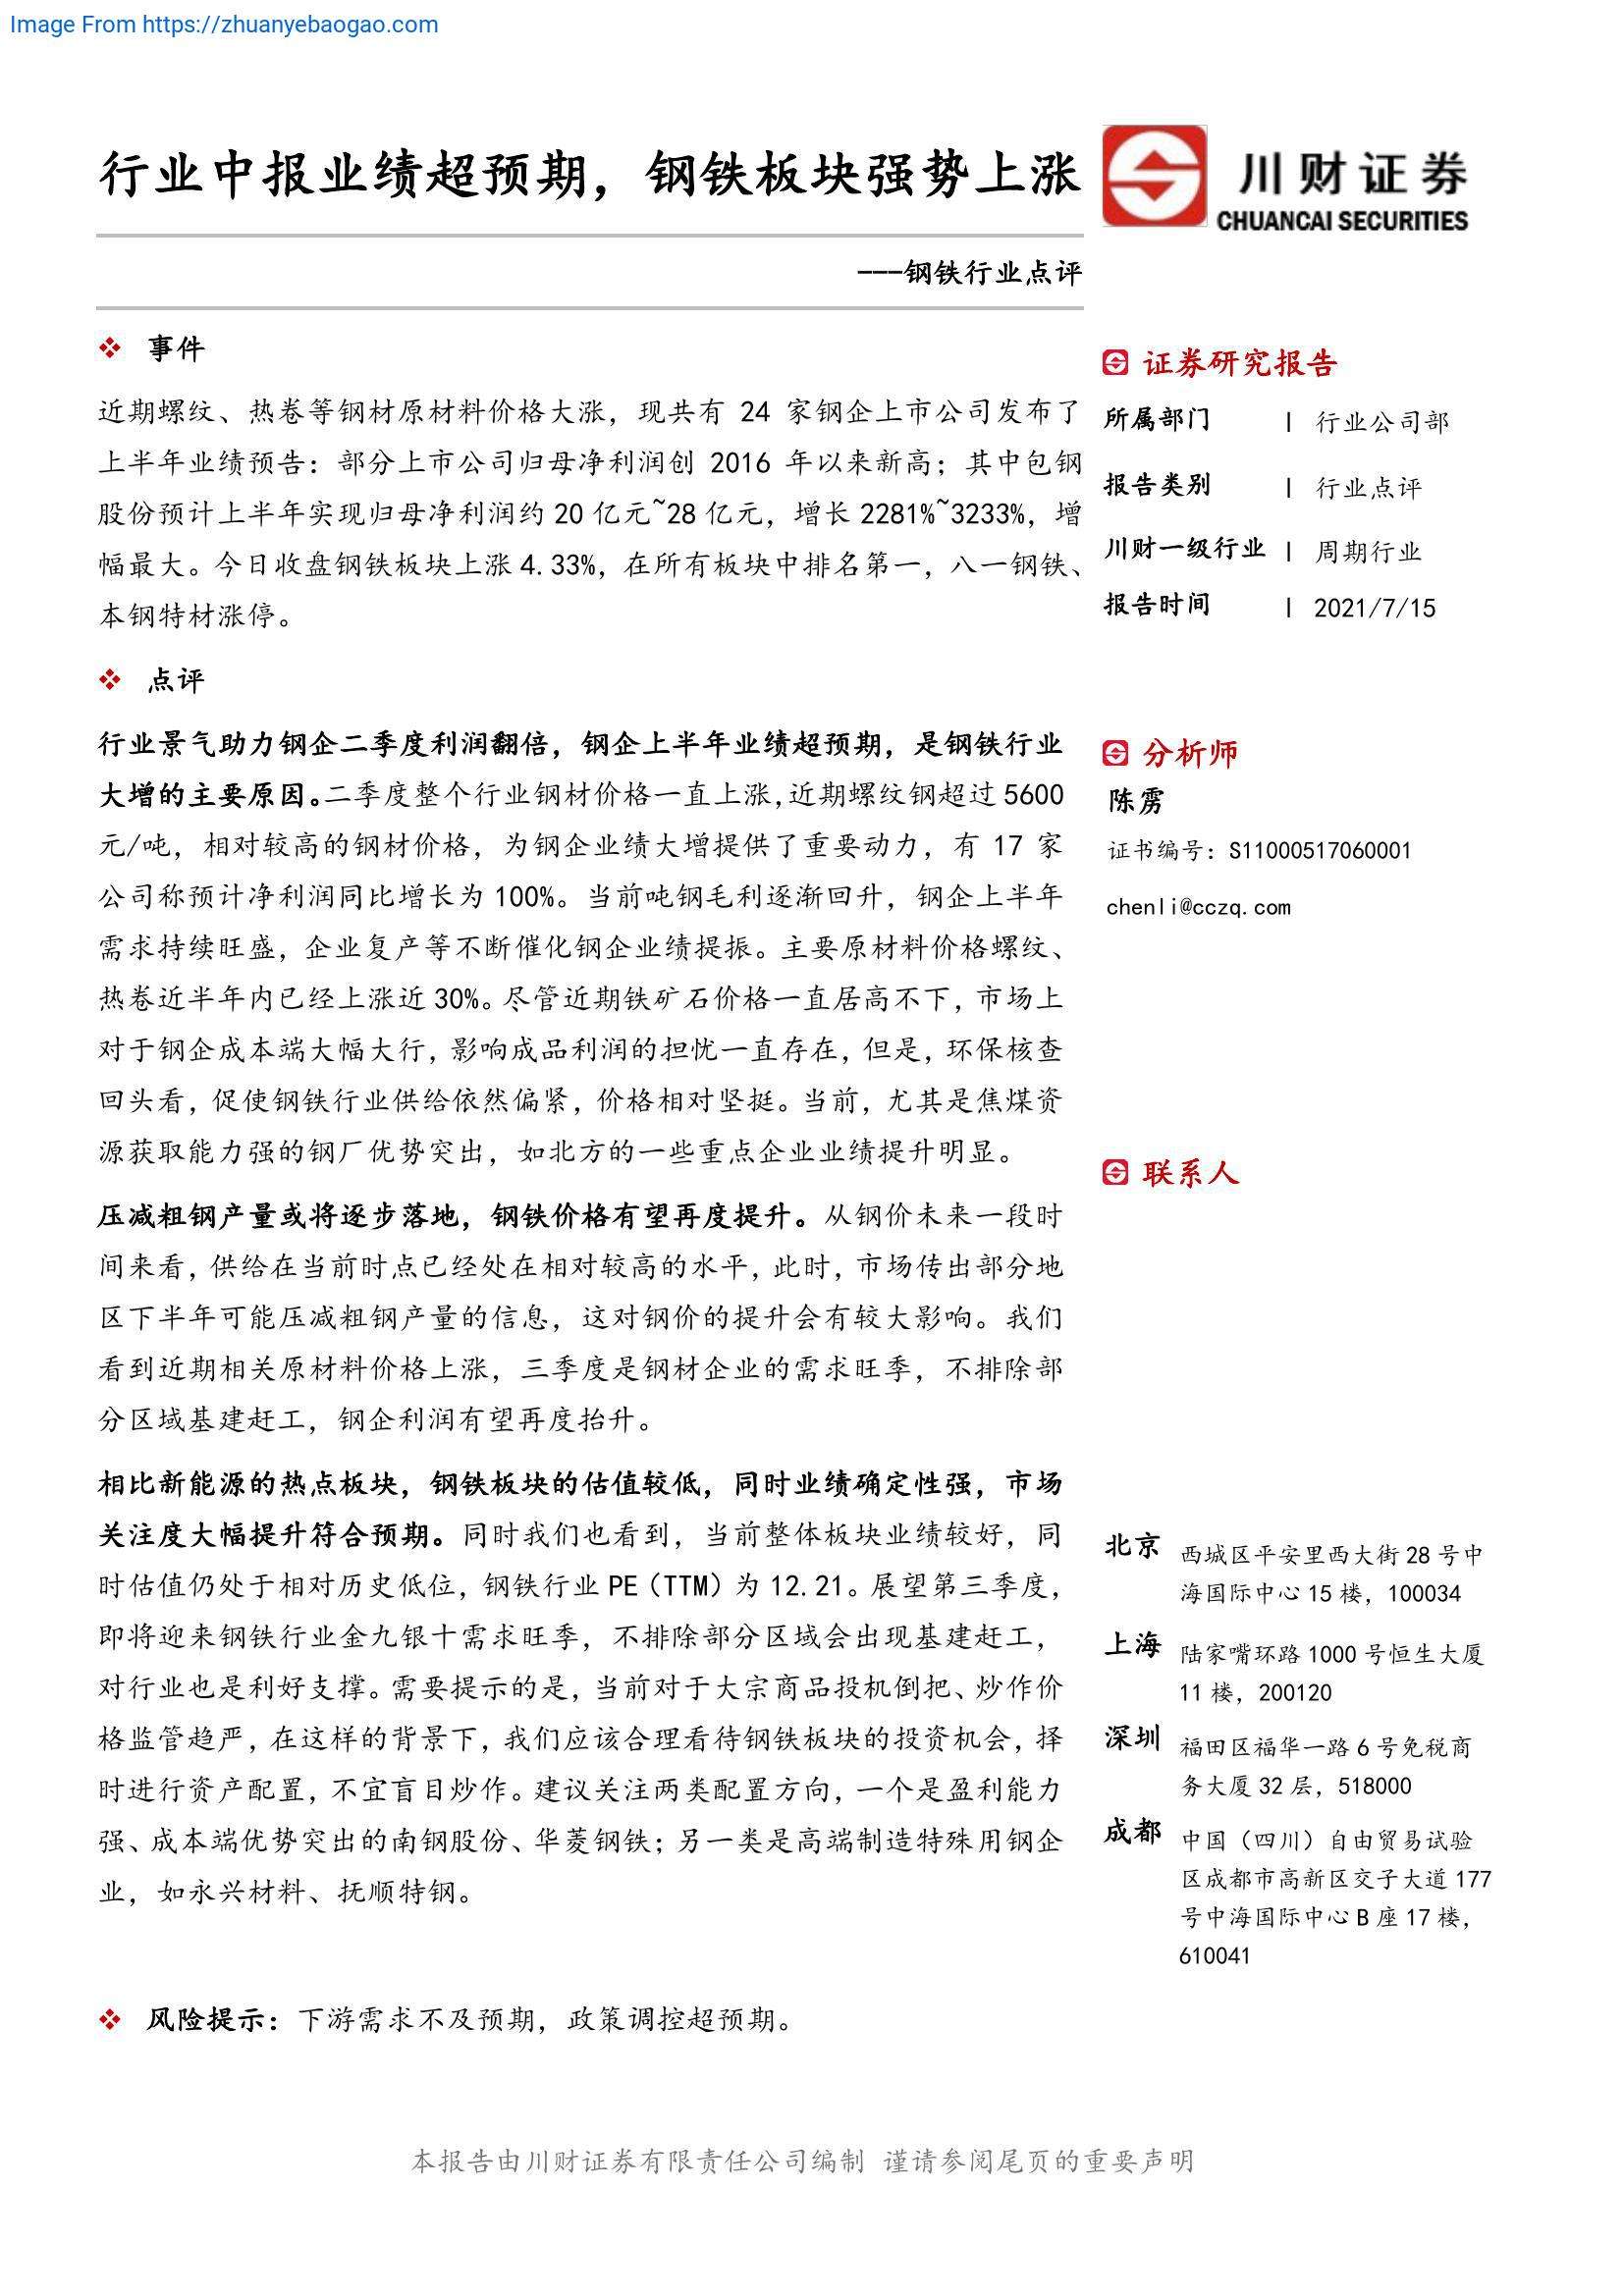 Image From https://zhuanyebaogao.com
行业中报业绩超预期，钢铁板块强势上涨
川财证券
CHUANCAI SECURITIES
---钢铁行业点评
❖ 事件
近期螺纹、热卷等钢材原材料价格大涨，现共有 24 家钢企上市公司发布了
上半年业绩预告：部分上市公司归母净利润创 2016 年以来新高；其中包钢
股份预计上半年实现归母净利润约 20 亿元~28 亿元，增长 2281%~3233%，增
幅最大。今日收盘钢铁板块上涨 4.33%，在所有板块中排名第一，八一钢铁、
本钢特材涨停。
❖ 点评
行业景气助力钢企二季度利润翻倍，钢企上半年业绩超预期，是钢铁行业
大增的主要原因。二季度整个行业钢材价格一直上涨，近期螺纹钢超过 5600
元/吨，相对较高的钢材价格，为钢企业绩大增提供了重要动力，有 17 家
公司称预计净利润同比增长为 100%。当前吨钢毛利逐渐回升，钢企上半年
需求持续旺盛，企业复产等不断催化钢企业绩提振。主要原材料价格螺纹、
热卷近半年内已经上涨近 30%。尽管近期铁矿石价格一直居高不下，市场上
对于钢企成本端大幅大行，影响成品利润的担忧一直存在，但是，环保核查
回头看，促使钢铁行业供给依然偏紧，价格相对坚挺。当前，尤其是焦煤资
源获取能力强的钢厂优势突出，如北方的一些重点企业业绩提升明显。
压减粗钢产量或将逐步落地，钢铁价格有望再度提升。从钢价未来一段时
间来看，供给在当前时点已经处在相对较高的水平，此时，市场传出部分地
区下半年可能压减粗钢产量的信息，这对钢价的提升会有较大影响。我们
看到近期相关原材料价格上涨，三季度是钢材企业的需求旺季，不排除部
分区域基建赶工，钢企利润有望再度抬升。
相比新能源的热点板块，钢铁板块的估值较低，同时业绩确定性强，市场
关注度大幅提升符合预期。同时我们也看到，当前整体板块业绩较好，同
时估值仍处于相对历史低位，钢铁行业 PE（TTM）为 12.21。展望第三季度，
即将迎来钢铁行业金九银十需求旺季，不排除部分区域会出现基建赶工，
对行业也是利好支撑。需要提示的是，当前对于大宗商品投机倒把、炒作价
格监管趋严，在这样的背景下，我们应该合理看待钢铁板块的投资机会，择
时进行资产配置，不宜盲目炒作。建议关注两类配置方向，一个是盈利能力
强、成本端优势突出的南钢股份、华菱钢铁；另一类是高端制造特殊用钢企
业，如永兴材料、抚顺特钢。
❖ 风险提示：下游需求不及预期，政策调控超预期。
证券研究报告
所属部门 | 行业公司部
报告类别 | 行业点评
川财一级行业 | 周期行业
报告时间 | 2021/7/15
分析师
陈雳
证书编号：S11000517060001
chenli@cczq.com
联系人
北京 西城区平安里西大街 28 号中
海国际中心 15 楼，100034
上海 陆家嘴环路 1000 号恒生大厦
11 楼，200120
深圳 福田区福华一路 6 号免税商
务大厦 32 层，518000
成都 中国（四川）自由贸易试验
区成都市高新区交子大道 177
号中海国际中心 B 座 17 楼，
610041
本报告由川财证券有限责任公司编制 谨请参阅尾页的重要声明